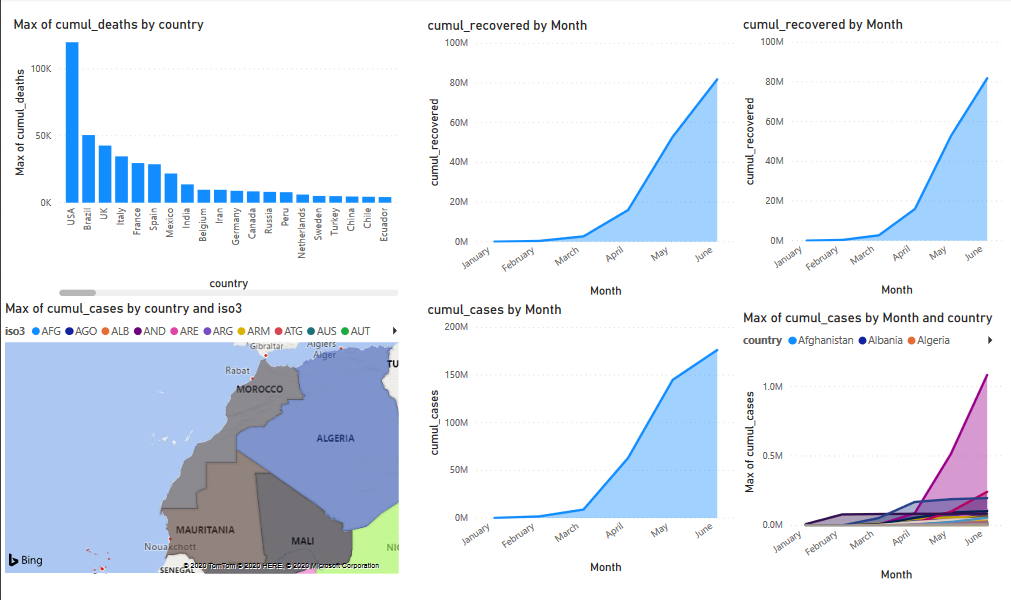 Max of cumul_deaths by country
Max of cumul_deaths
100K
50K
0K
USA
Brazil
UK
Italy
France
Spain
Mexico
India
Belgium
Iran
Germany
Canada
Russia
Peru
Netherlands
Sweden
Turkey
China
Chile
Ecuador
country
cumul_recovered by Month
cumul_recovered
100M
80M
60M
40M
20M
0M
January
February
March
April
May
June
Month
cumul_recovered by Month
cumul_recovered
100M
80M
60M
40M
20M
0M
January
February
March
April
May
June
Month
Max of cumul_cases by country and iso3
iso3 AFG AGO ALB AND ARE ARG ARM ATG AUS AUT
Gibraltar
Algiers
Alger
TU
Rabat
MOROCCO
ALGERIA
MAURITANIA
Nouakchott
MALI
NI
SENEGAL
Bing
© 2020 TomTom © 2020 HERE, © 2020 Microsoft Corporation
cumul_cases by Month
cumul_cases
200M
150M
100M
50M
0M
January
February
March
April
May
June
Month
Max of cumul_cases by Month and country
country Afghanistan Albania Algeria
Max of cumul_cases
1.0M
0.5M
0.0M
January
February
March
April
May
June
Month